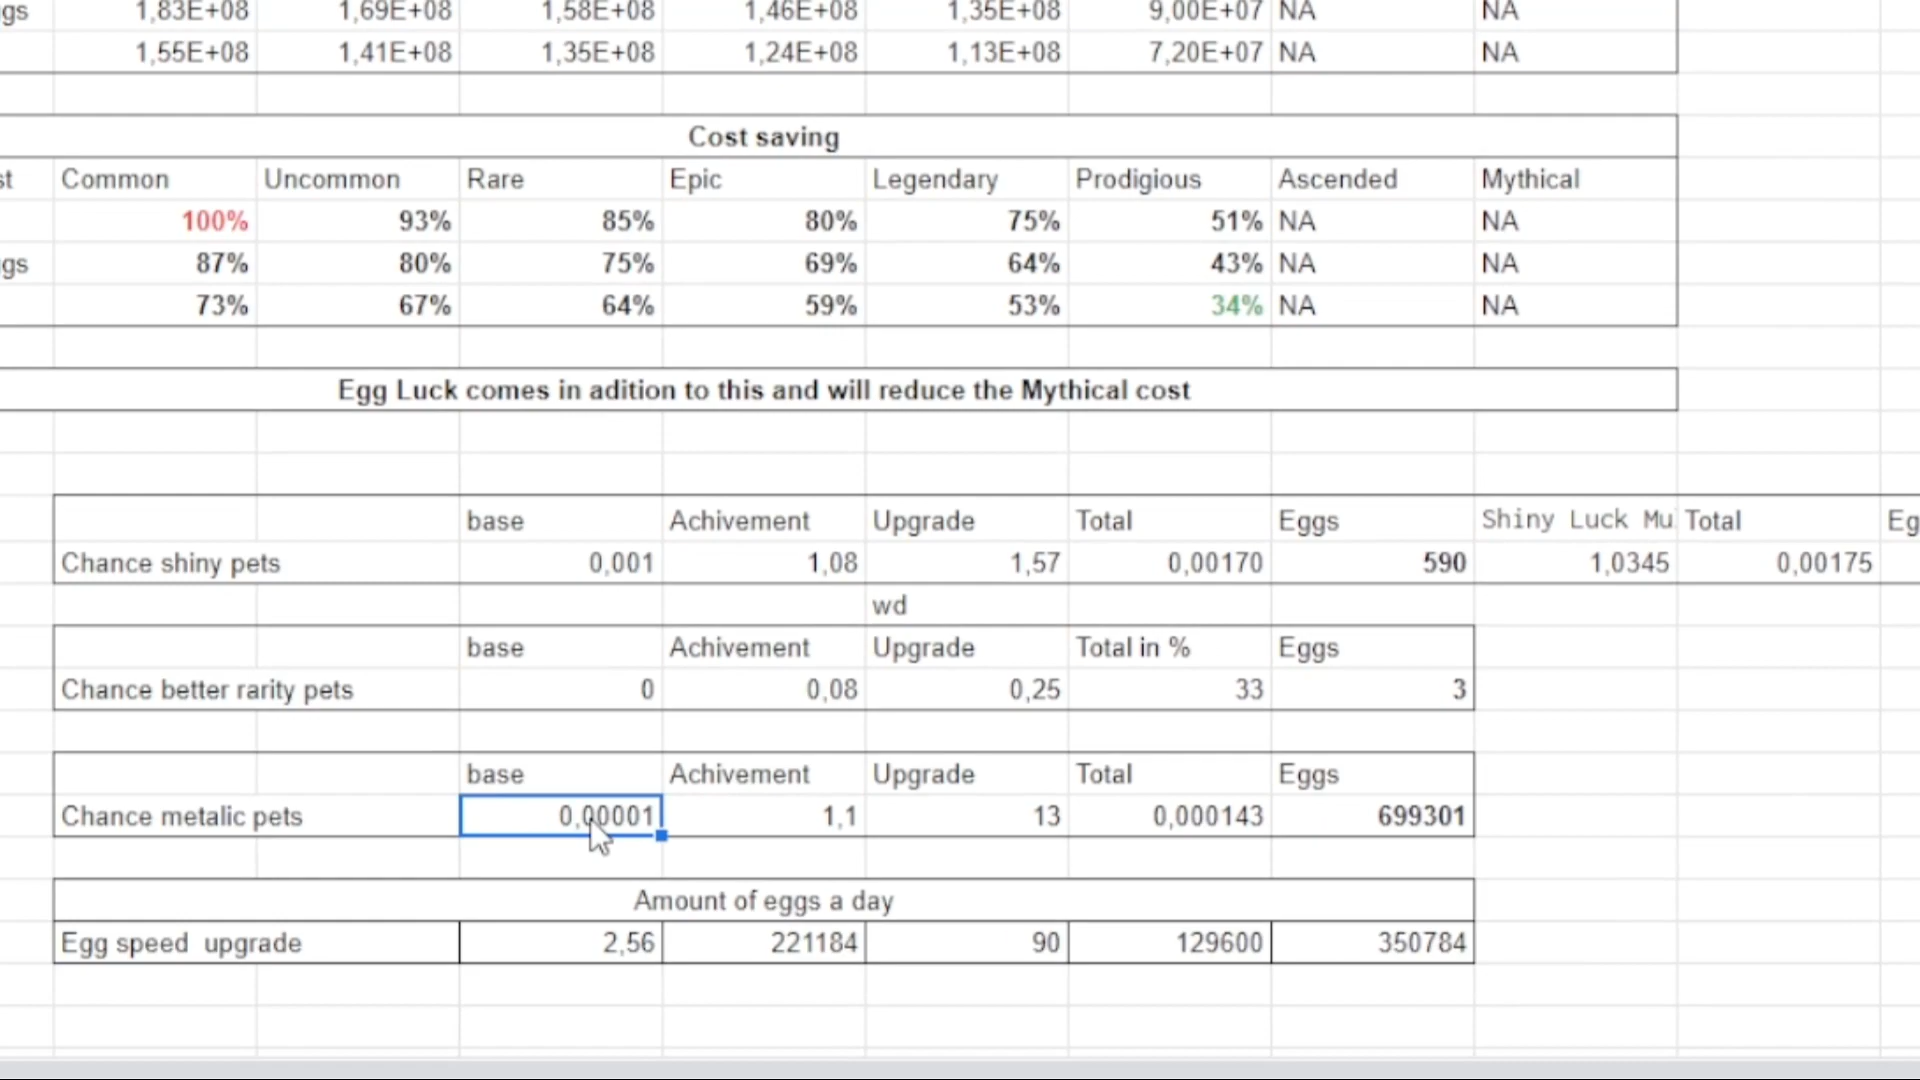 gs 1,83E+08 1,69E+08 1,58E+08 1,46E+08 1,35E+08 9,00E+07 NA NA
1,55E+08 1,41E+08 1,35E+08 1,24E+08 1,13E+08 7,20E+07 NA NA
Cost saving
st Common Uncommon Rare Epic Legendary Prodigious Ascended Mythical
100% 93% 85% 80% 75% 51% NA NA
gs 87% 80% 75% 69% 64% 43% NA NA
73% 67% 64% 59% 53% 34% NA NA
Egg Luck comes in adition to this and will reduce the Mythical cost
base Achivement Upgrade Total Eggs Shiny Luck Mu Total Eg
Chance shiny pets 0,001 1,08 1,57 0,00170 590 1,0345 0,00175
wd
base Achivement Upgrade Total in % Eggs
Chance better rarity pets 0 0,08 0,25 33 3
base Achivement Upgrade Total Eggs
Chance metalic pets 0,00001 1,1 13 0,000143 699301
Amount of eggs a day
Egg speed upgrade 2,56 221184 90 129600 350784